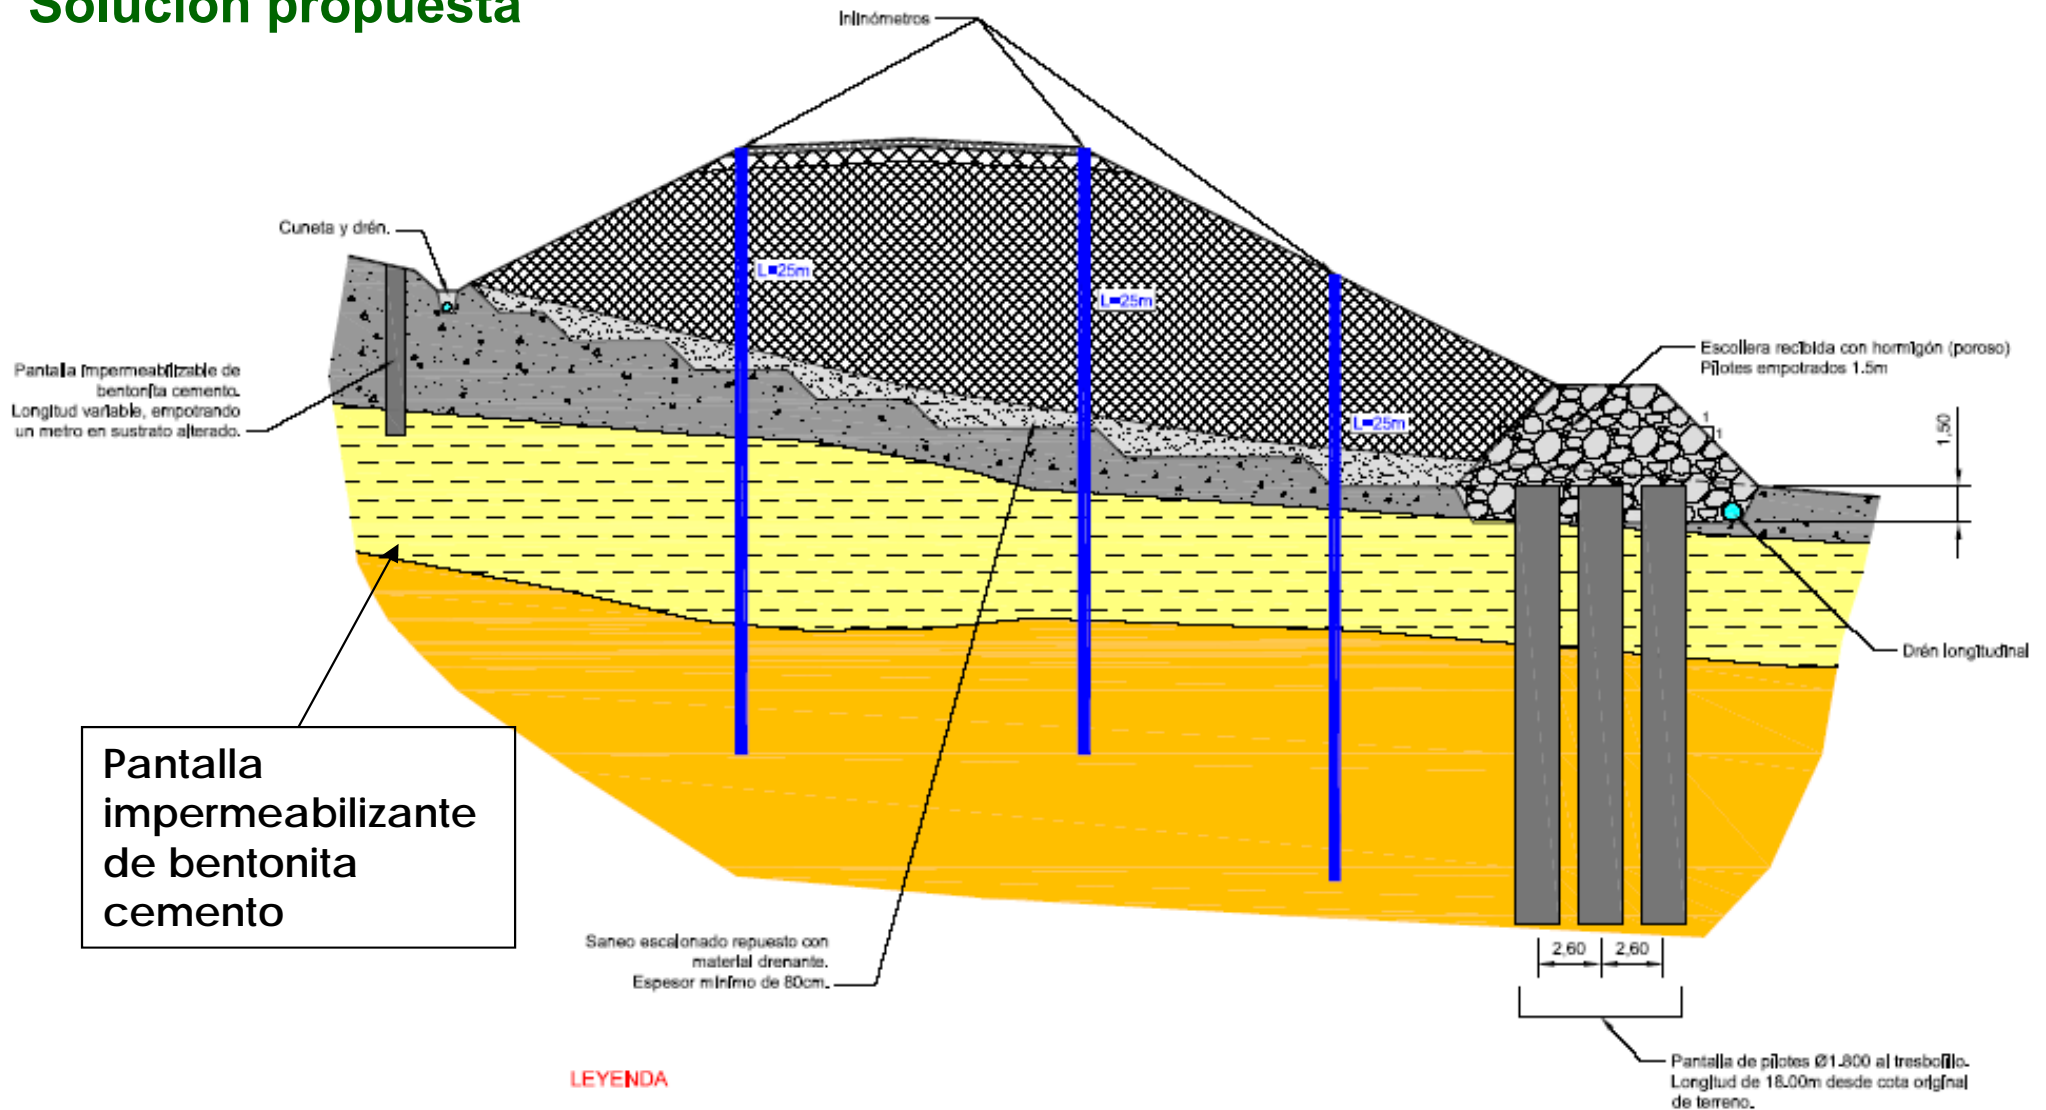 Solución propuesta
Inlinómetros
Cuneta y drén.
L=25m
L=25m
L=25m
Pantalla impermeabilizable de
bentonita cemento.
Longitud variable, empotrando
un metro en sustrato alterado.
Escollera recibida con hormigón (poroso)
Pilotes empotrados 1.5m
1
1
1,50
Drén longitudinal
Pantalla
impermeabilizante
de bentonita
cemento
Saneo escalonado repuesto con
material drenante.
Espesor mínimo de 80cm.
2,60
2,60
Pantalla de pilotes Ø1.800 al tresbolillo.
Longitud de 18.00m desde cota original
de terreno.
LEYENDA